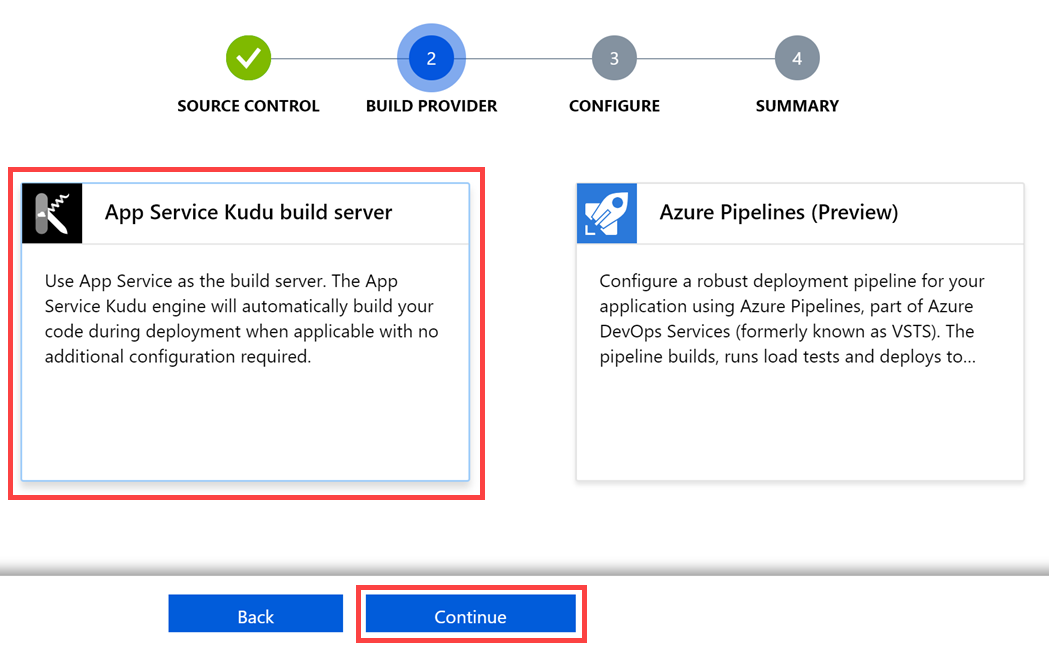 2
3
4
SOURCE CONTROL
BUILD PROVIDER
CONFIGURE
SUMMARY
App Service Kudu build server
Use App Service as the build server. The App
Service Kudu engine will automatically build your
code during deployment when applicable with no
additional configuration required.
Azure Pipelines (Preview)
Configure a robust deployment pipeline for your
application using Azure Pipelines, part of Azure
DevOps Services (formerly known as VSTS). The
pipeline builds, runs load tests and deploys to...
Back
Continue